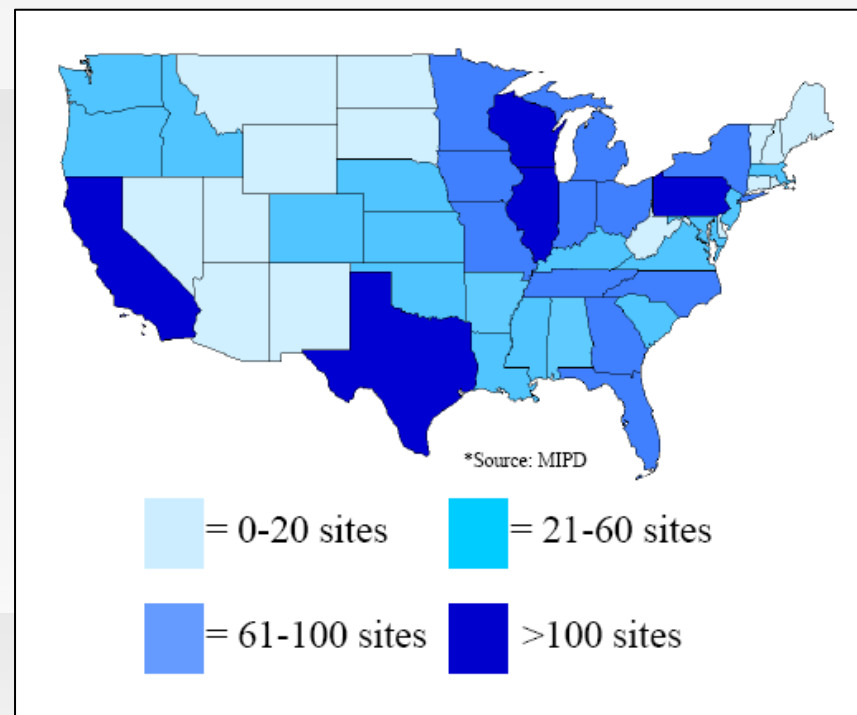 *Source: MIPD
= 0-20 sites
= 21-60 sites
= 61-100 sites
>100 sites